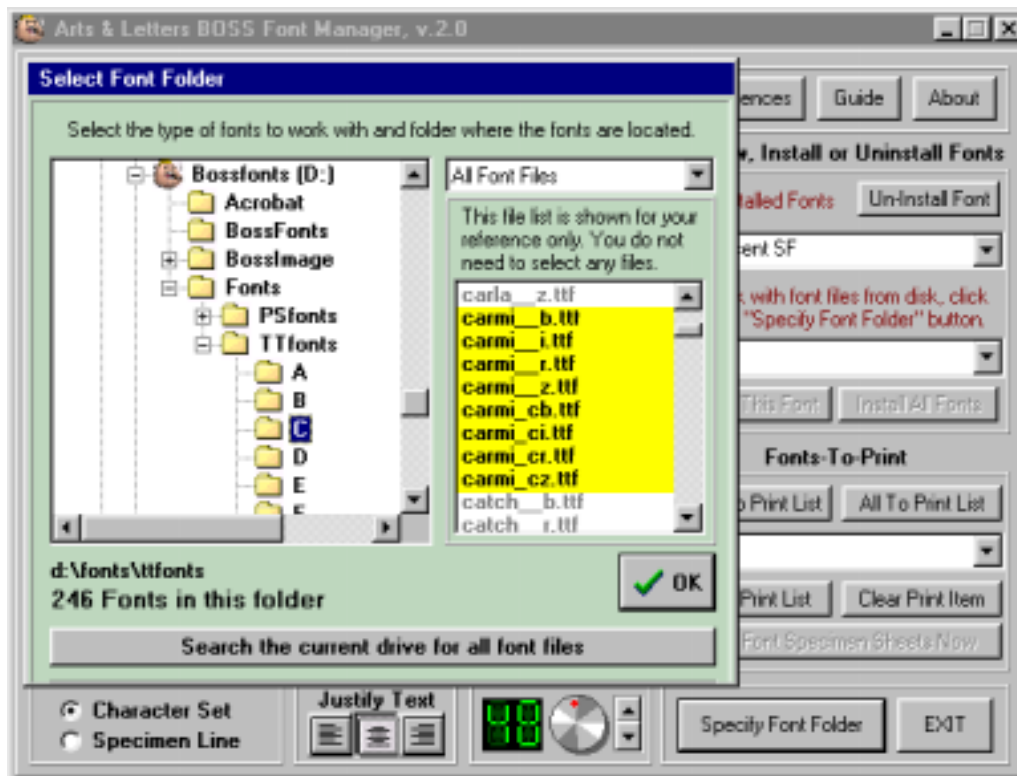 Arts & Letters BOSS Font Manager, v.2.0
Select Font Folder
Select the type of fonts to work with and folder where the fonts are located.
Bossfonts (D:)
Acrobat
BossFonts
BossImage
Fonts
PSfonts
TTfonts
A
B
C
D
E
F
All Font Files
This file list is shown for your
reference only. You do not
need to select any files.
carla__z.ttf
carmi__b.ttf
carmi__i.ttf
carmi__r.ttf
carmi__z.ttf
carmi_cb.ttf
carmi_ci.ttf
carmi_cr.ttf
carmi_cz.ttf
catch__b.ttf
catch__r.ttf
d:\fonts\ttfonts
246 Fonts in this folder
OK
Search the current drive for all font files
ences
Guide
About
, Install or Uninstall Fonts
talled Fonts
Un-Install Font
cent SF
with font files from disk, click
"Specify Font Folder" button.
This Font
Install All Fonts
Fonts-To-Print
Print List
All To Print List
Print List
Clear Print Item
Font Specimen Sheets Now
Character Set
Specimen Line
Justify Text
48
Specify Font Folder
EXIT